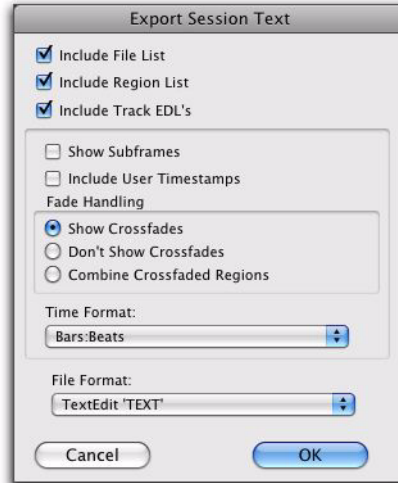 Export Session Text
Include File List
Include Region List
Include Track EDL's
Show Subframes
Include User Timestamps
Fade Handling
Show Crossfades
Don't Show Crossfades
Combine Crossfaded Regions
Time Format:
Bars:Beats
File Format:
TextEdit 'TEXT'
Cancel
OK